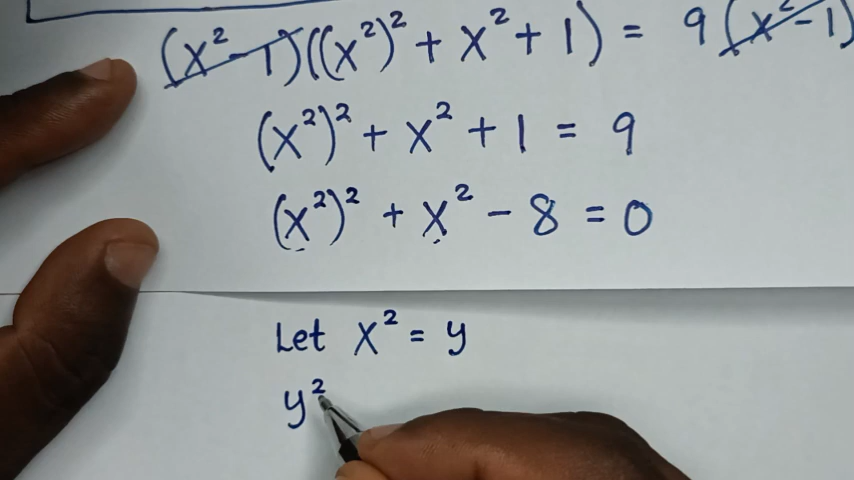 (x² - 1)((x²)² + x² + 1) = 9(x² - 1)
(x²)² + x² + 1 = 9
(x²)² + x² - 8 = 0
Let x² = y
y²